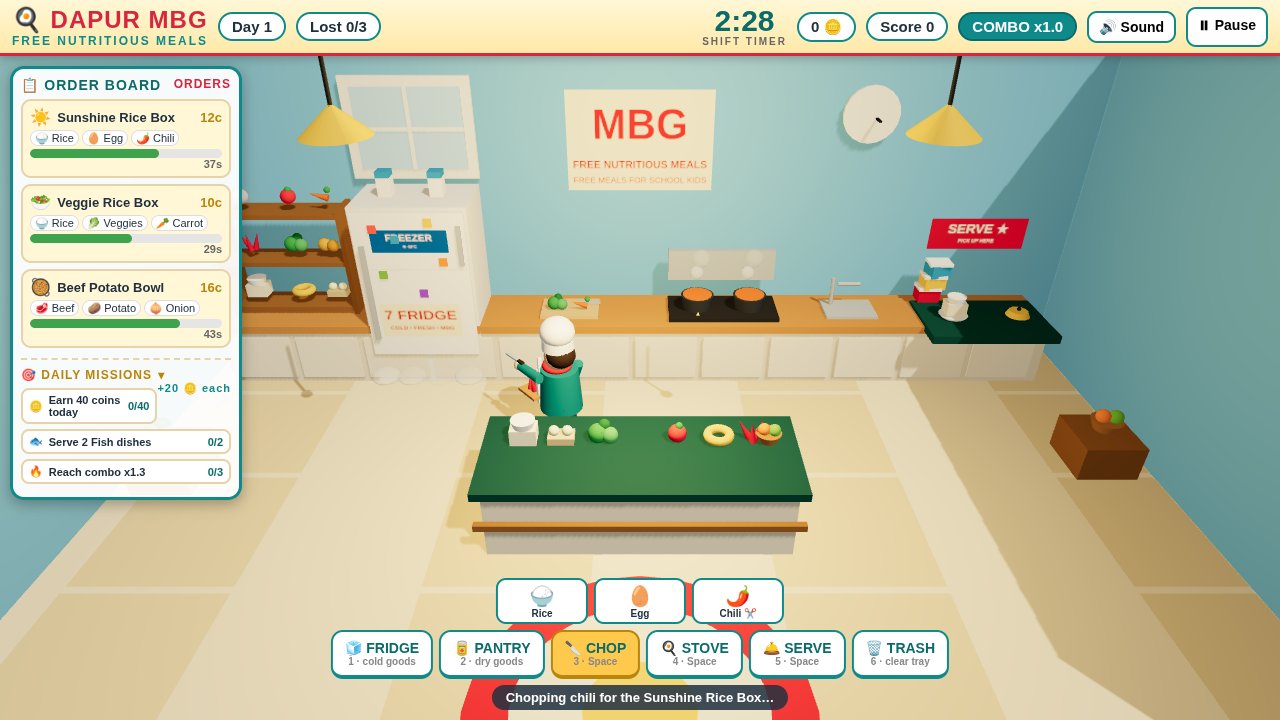 DAPUR MBG
FREE NUTRITIOUS MEALS
Day 1
Lost 0/3
2:28
SHIFT TIMER
0
Score 0
COMBO x1.0
Sound
Pause
ORDER BOARD
ORDERS
Sunshine Rice Box
12c
Rice
Egg
Chili
37s
Veggie Rice Box
10c
Rice
Veggies
Carrot
29s
Beef Potato Bowl
16c
Beef
Potato
Onion
43s
DAILY MISSIONS ▼
+20 each
Earn 40 coins today
0/40
Serve 2 Fish dishes
0/2
Reach combo x1.3
0/3
MBG
FREE NUTRITIOUS MEALS
FREE MEALS FOR SCHOOL KIDS
FREEZER
7 FRIDGE
SERVE ★
PICK UP HERE
Rice
Egg
Chili
FRIDGE
1 · cold goods
PANTRY
2 · dry goods
CHOP
3 · Space
STOVE
4 · Space
SERVE
5 · Space
TRASH
6 · clear tray
Chopping chili for the Sunshine Rice Box…